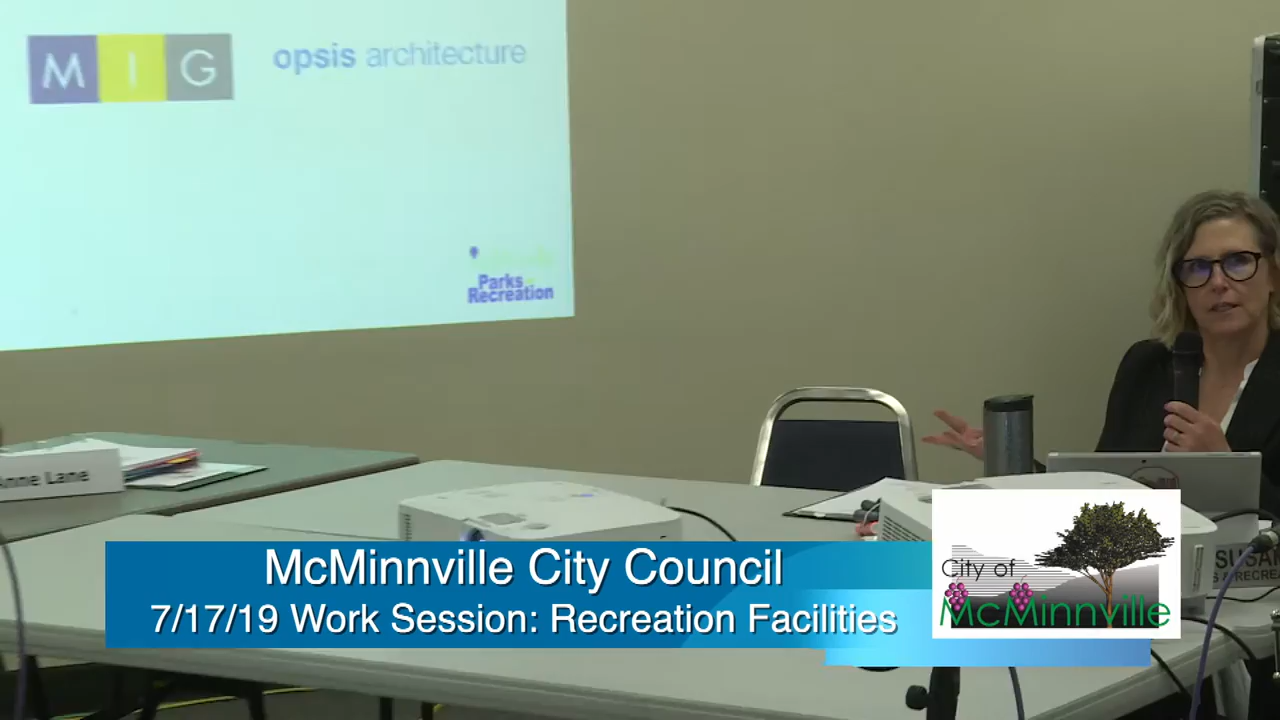 MIG
opsis architecture
Parks
Recreation
Anne Lane
McMinnville City Council
7/17/19 Work Session: Recreation Facilities
City of
McMinnville